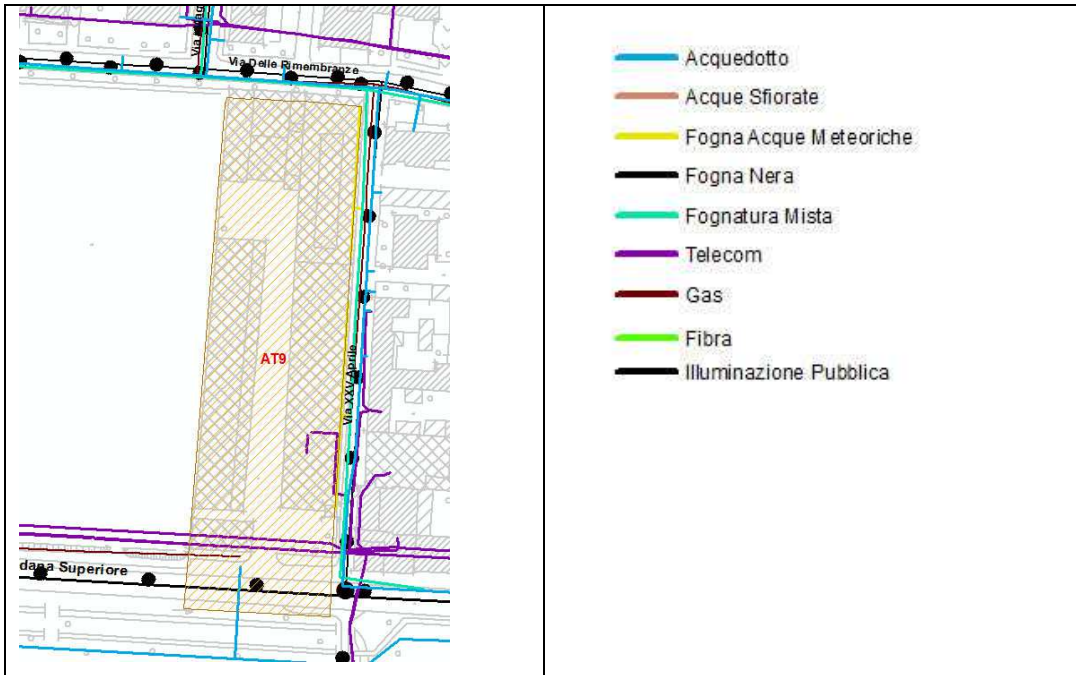 Via Delle Rimembranze
AT9
Via XXV Aprile
dana Superiore
Acquedotto
Acque Sfiorate
Fogna Acque Meteoriche
Fogna Nera
Fognatura Mista
Telecom
Gas
Fibra
Illuminazione Pubblica